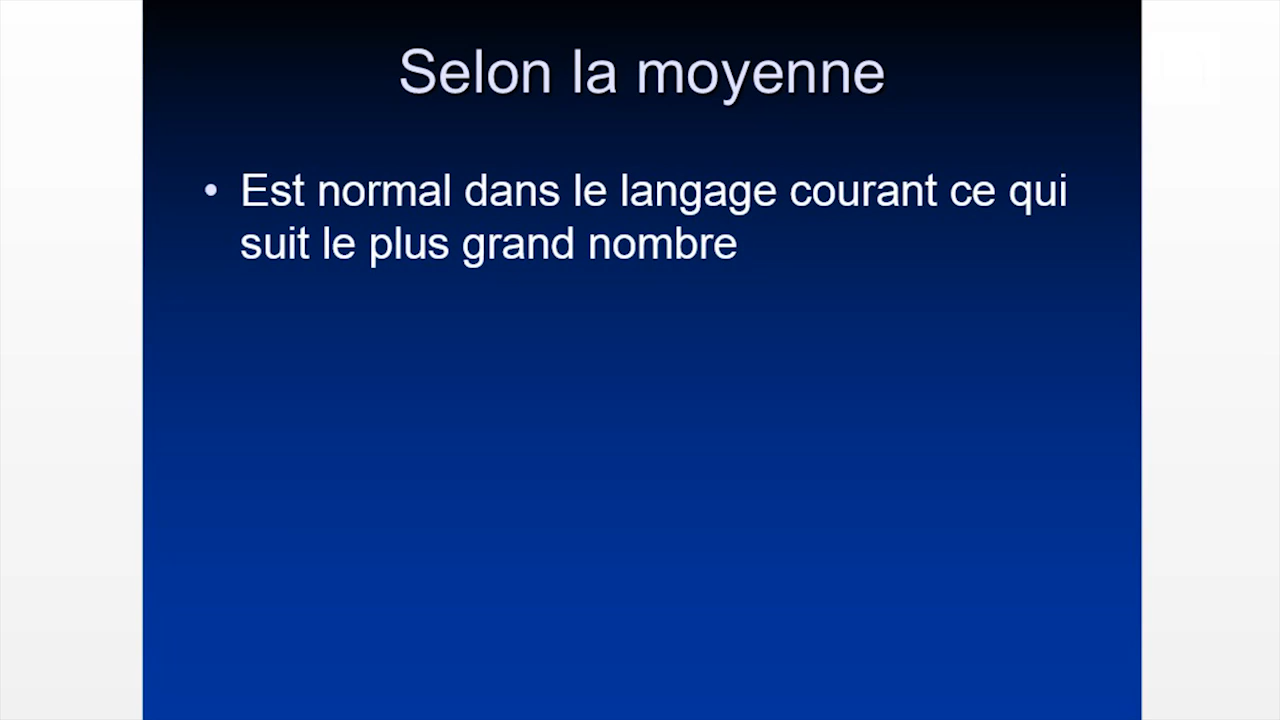 Selon la moyenne
• Est normal dans le langage courant ce qui
suit le plus grand nombre